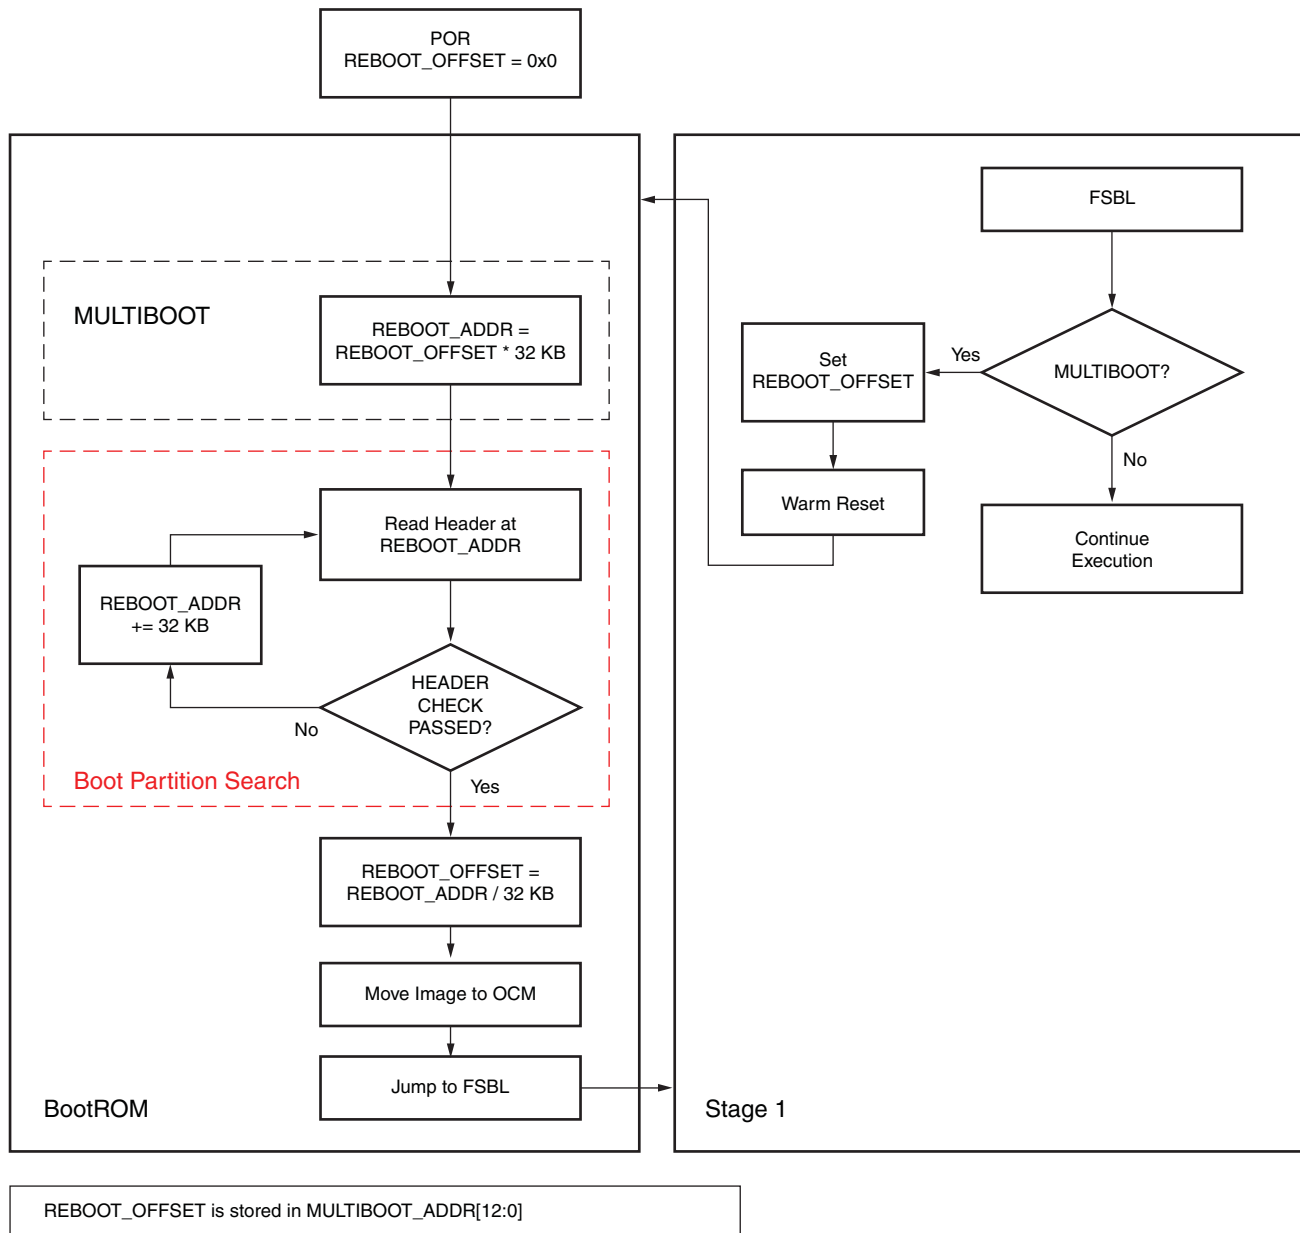 POR
REBOOT_OFFSET = 0x0
MULTIBOOT
REBOOT_ADDR =
REBOOT_OFFSET * 32 KB
Read Header at
REBOOT_ADDR
REBOOT_ADDR
+= 32 KB
HEADER
CHECK
PASSED?
No
Boot Partition Search
Yes
REBOOT_OFFSET =
REBOOT_ADDR / 32 KB
Move Image to OCM
Jump to FSBL
BootROM
FSBL
MULTIBOOT?
Yes
Set
REBOOT_OFFSET
No
Warm Reset
Continue
Execution
Stage 1
REBOOT_OFFSET is stored in MULTIBOOT_ADDR[12:0]